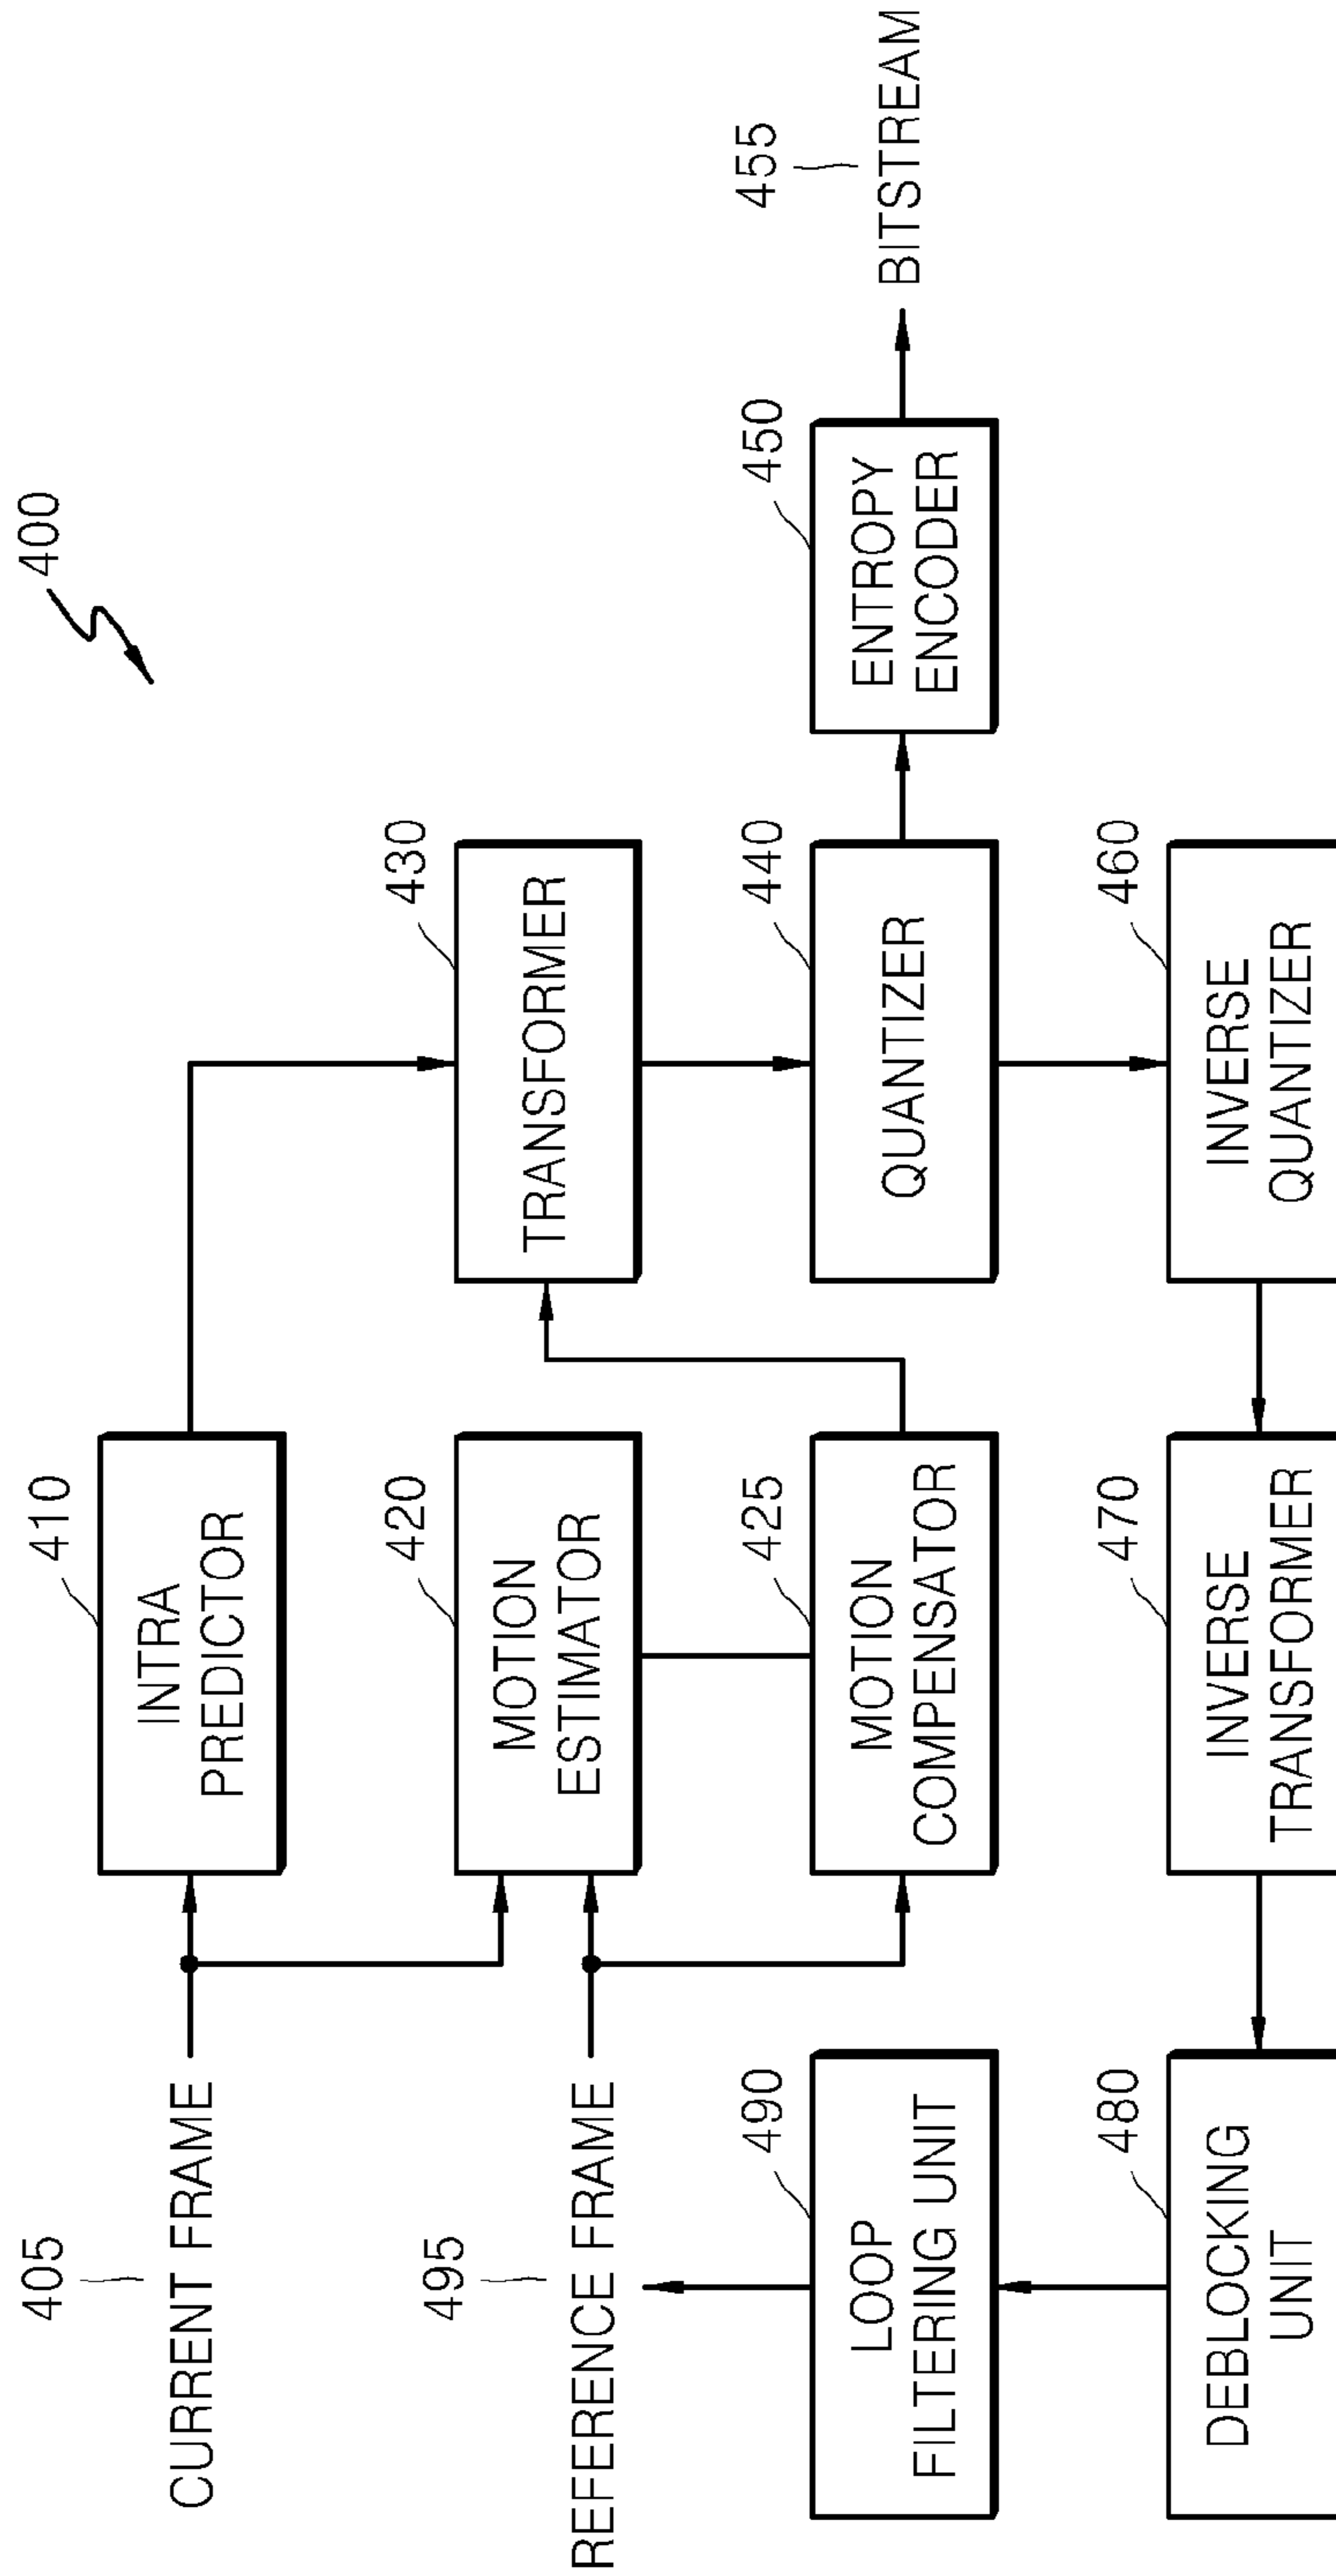 400
405
CURRENT FRAME
410
INTRA
PREDICTOR
495
REFERENCE FRAME
420
MOTION
ESTIMATOR
430
TRANSFORMER
490
LOOP
FILTERING UNIT
425
MOTION
COMPENSATOR
440
QUANTIZER
450
ENTROPY
ENCODER
455
BITSTREAM
480
DEBLOCKING
UNIT
470
INVERSE
TRANSFORMER
460
INVERSE
QUANTIZER